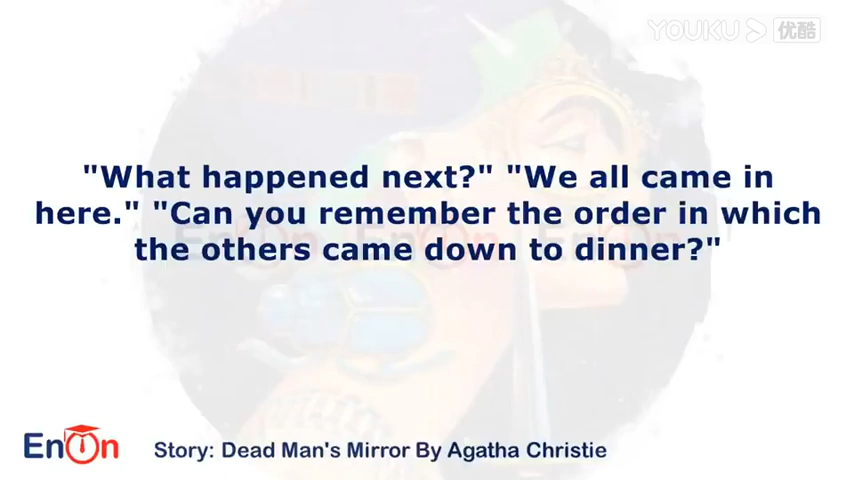 YOUKU 优酷
"What happened next?" "We all came in
here." "Can you remember the order in which
the others came down to dinner?"
EnOn
Story: Dead Man's Mirror By Agatha Christie